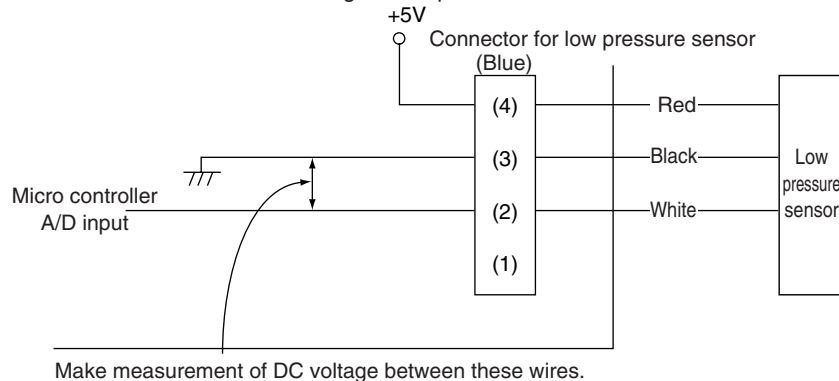 +5V
Connector for low pressure sensor
(Blue)
(4)
Red
(3)
Black
Low
pressure
sensor
Micro controller
A/D input
(2)
White
(1)
Make measurement of DC voltage between these wires.